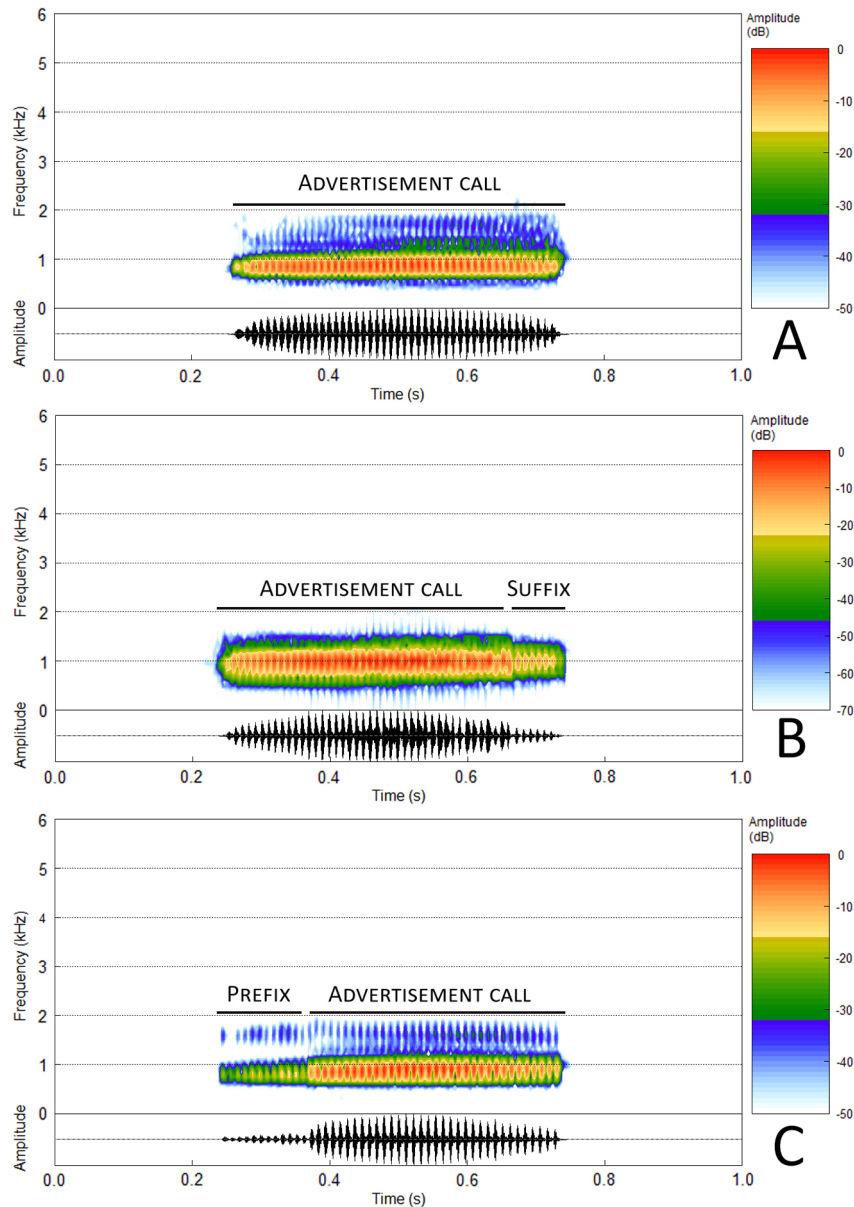 Amplitude
(dB)
6
5
4
3
2
1
0
Frequency (kHz)
Amplitude
ADVERTISEMENT CALL
0.0 0.2 0.4 0.6 0.8 1.0
Time (s)
0
-10
-20
-30
-40
-50
A
Amplitude
(dB)
6
5
4
3
2
1
0
Frequency (kHz)
Amplitude
ADVERTISEMENT CALL SUFFIX
0.0 0.2 0.4 0.6 0.8 1.0
Time (s)
0
-10
-20
-30
-40
-50
-60
-70
B
Amplitude
(dB)
6
5
4
3
2
1
0
Frequency (kHz)
Amplitude
PREFIX ADVERTISEMENT CALL
0.0 0.2 0.4 0.6 0.8 1.0
Time (s)
0
-10
-20
-30
-40
-50
C